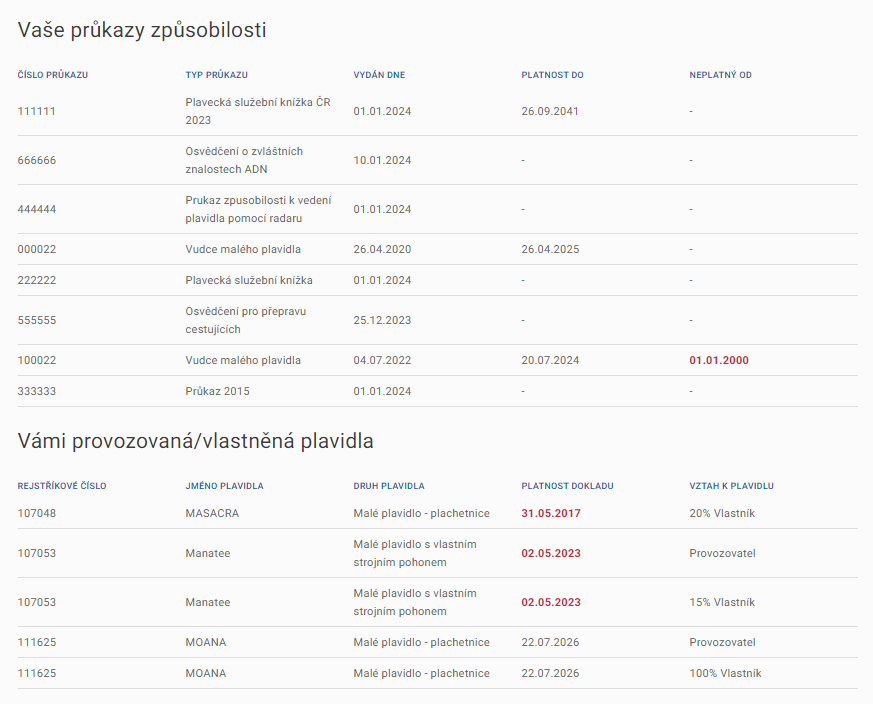 Vaše průkazy způsobilosti
ČÍSLO PRŮKAZU TYP PRŮKAZU VYDÁN DNE PLATNOST DO NEPLATNÝ OD
111111 Plavecká služební knížka ČR 2023 01.01.2024 26.09.2041 -
666666 Osvědčení o zvláštních znalostech ADN 10.01.2024 - -
444444 Prukaz zpusobilosti k vedení plavidla pomocí radaru 01.01.2024 - -
000022 Vudce malého plavidla 26.04.2020 26.04.2025 -
222222 Plavecká služební knížka 01.01.2024 - -
555555 Osvědčení pro přepravu cestujících 25.12.2023 - -
100022 Vudce malého plavidla 04.07.2022 20.07.2024 01.01.2000
333333 Průkaz 2015 01.01.2024 - -
Vámi provozovaná/vlastněná plavidla
REJSTŘÍKOVÉ ČÍSLO JMÉNO PLAVIDLA DRUH PLAVIDLA PLATNOST DOKLADU VZTAH K PLAVIDLU
107048 MASACRA Malé plavidlo - plachetnice 31.05.2017 20% Vlastník
107053 Manatee Malé plavidlo s vlastním strojním pohonem 02.05.2023 Provozovatel
107053 Manatee Malé plavidlo s vlastním strojním pohonem 02.05.2023 15% Vlastník
111625 MOANA Malé plavidlo - plachetnice 22.07.2026 Provozovatel
111625 MOANA Malé plavidlo - plachetnice 22.07.2026 100% Vlastník